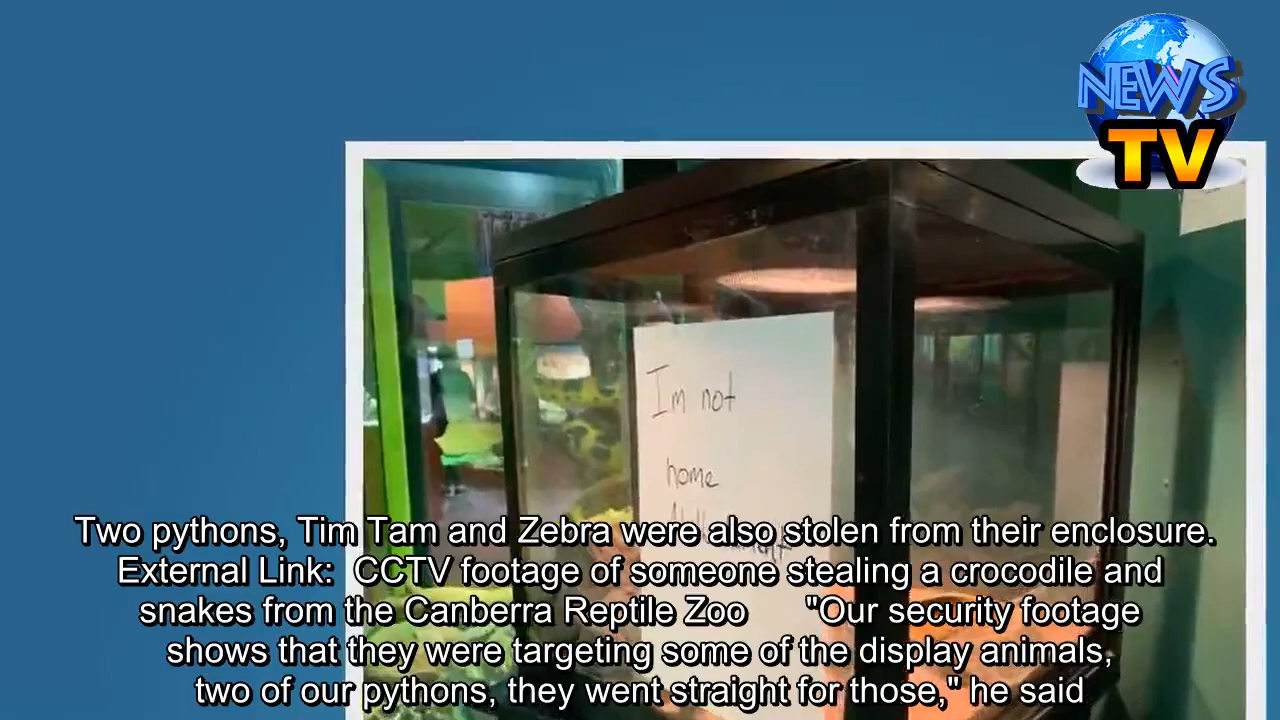 NEWS
TV
Im not
home
Two pythons, Tim Tam and Zebra were also stolen from their enclosure.
External Link: CCTV footage of someone stealing a crocodile and
snakes from the Canberra Reptile Zoo "Our security footage
shows that they were targeting some of the display animals,
two of our pythons, they went straight for those," he said